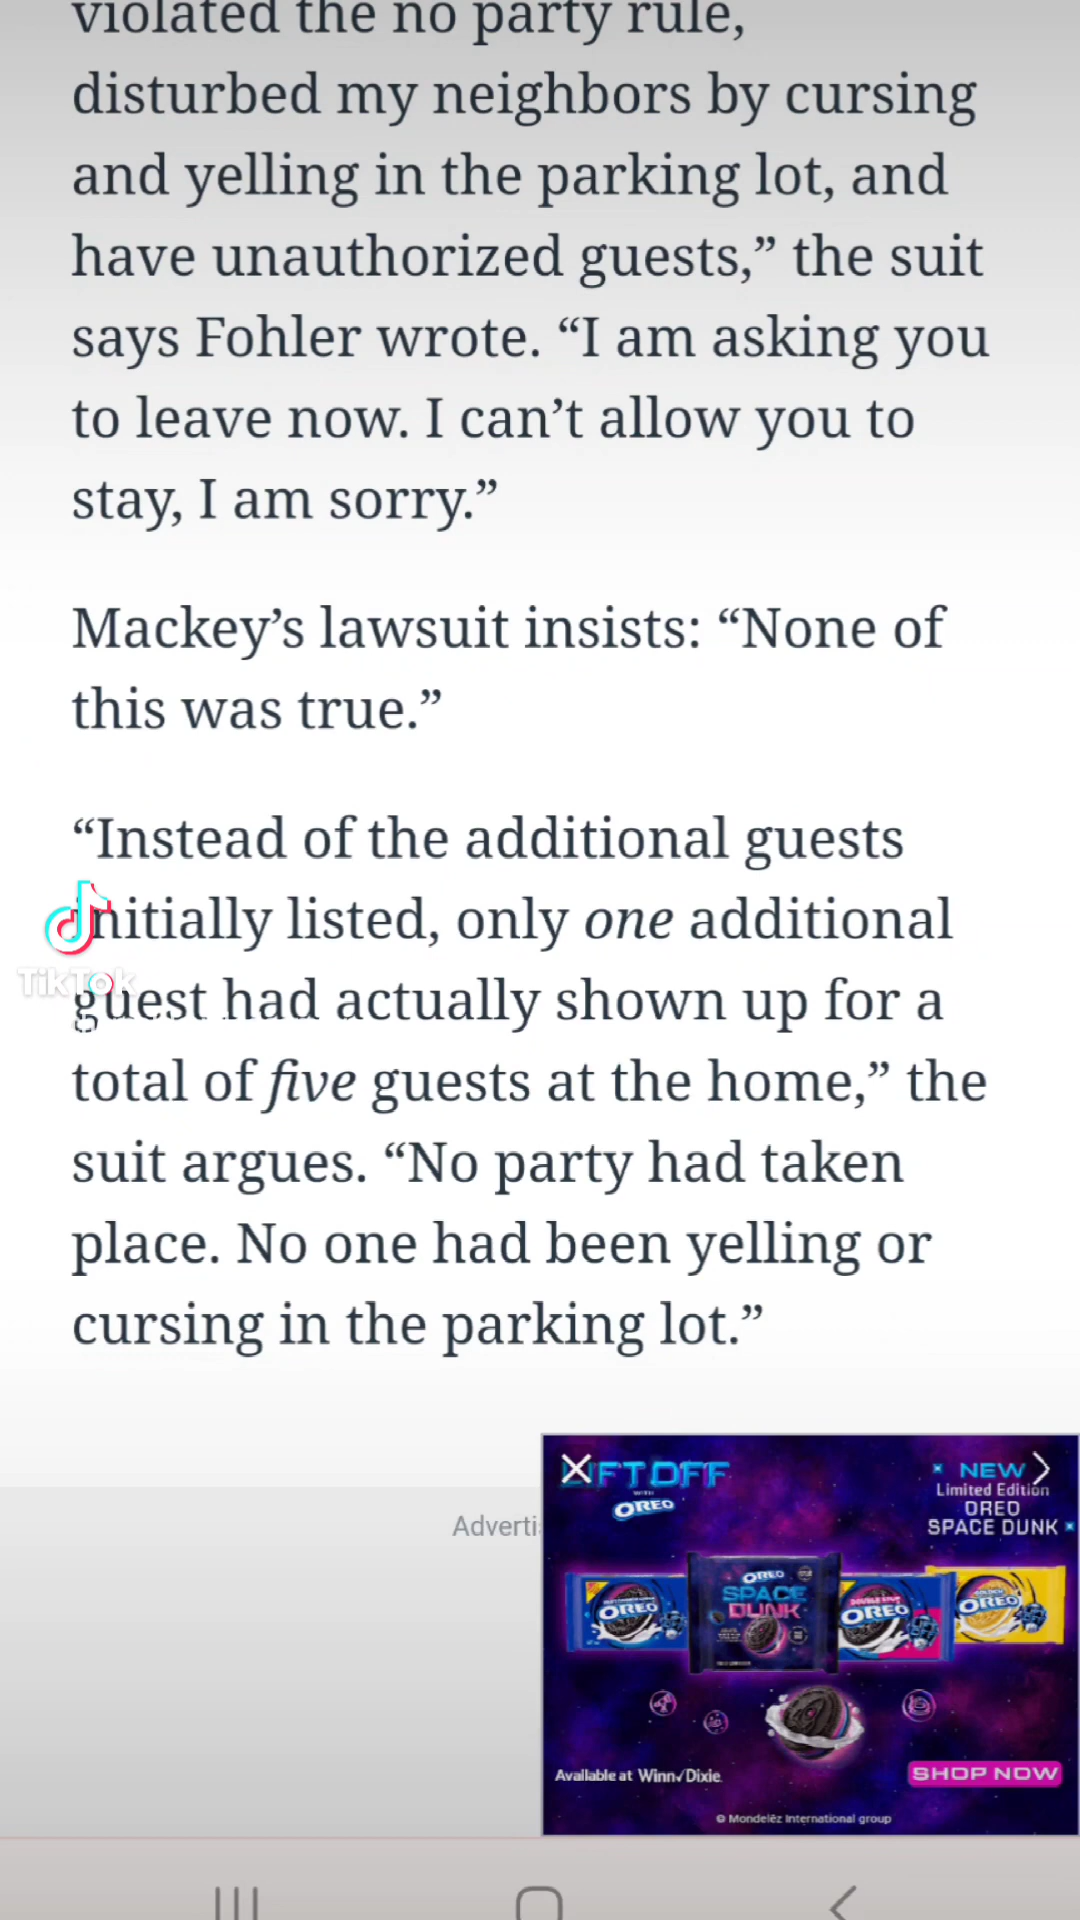 violated the no party rule,
disturbed my neighbors by cursing
and yelling in the parking lot, and
have unauthorized guests,” the suit
says Fohler wrote. “I am asking you
to leave now. I can’t allow you to
stay, I am sorry.”
Mackey’s lawsuit insists: “None of
this was true.”
“Instead of the additional guests
initially listed, only one additional
guest had actually shown up for a
total of five guests at the home,” the
suit argues. “No party had taken
place. No one had been yelling or
cursing in the parking lot.”
TikTok
Adverti
LIFTOFF
WITH
OREO
NEW
Limited Edition
OREO
SPACE DUNK
OREO
OREO
SPACE
DUNK
OREO
GOLDEN
OREO
Available at Winn✓Dixie
SHOP NOW
© Mondelēz International group